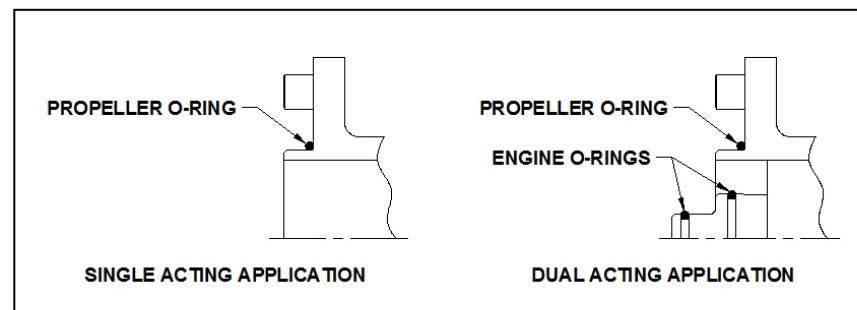 PROPELLER O-RING
SINGLE ACTING APPLICATION
PROPELLER O-RING
ENGINE O-RINGS
DUAL ACTING APPLICATION